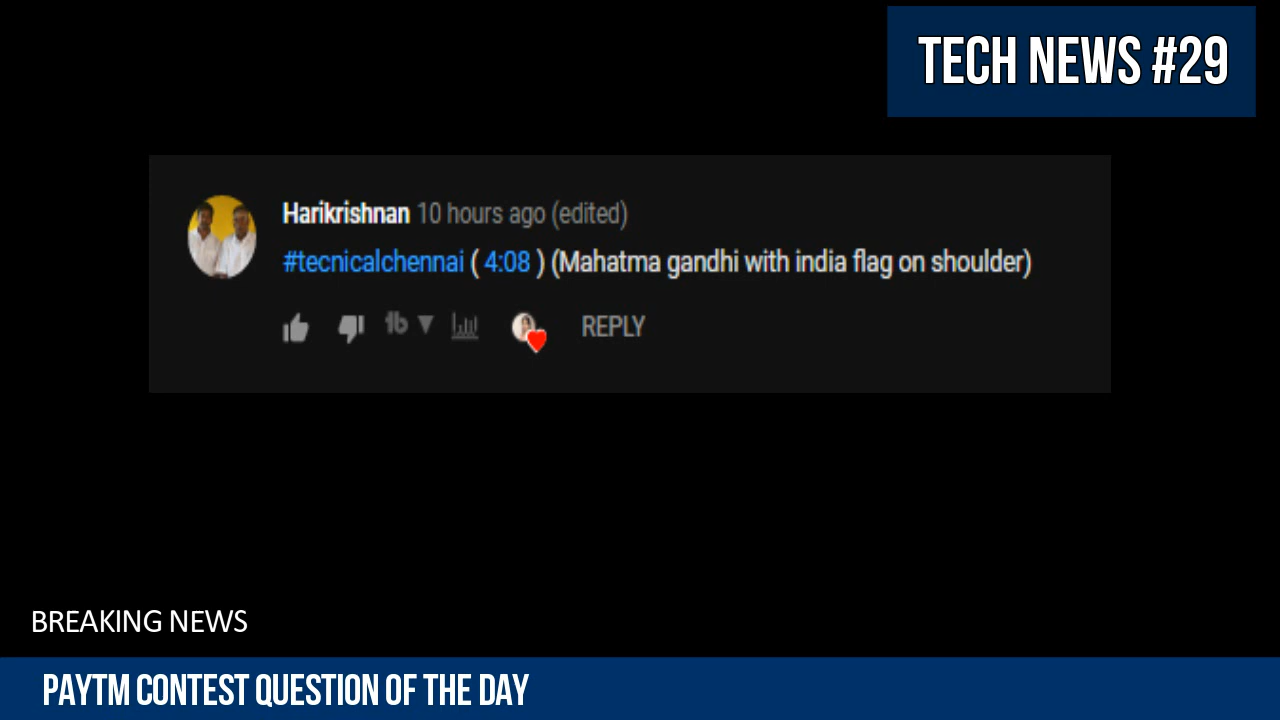 TECH NEWS #29
Harikrishnan 10 hours ago (edited)
#tecnicalchennai ( 4:08 ) (Mahatma gandhi with india flag on shoulder)
tb REPLY
BREAKING NEWS
PAYTM CONTEST QUESTION OF THE DAY